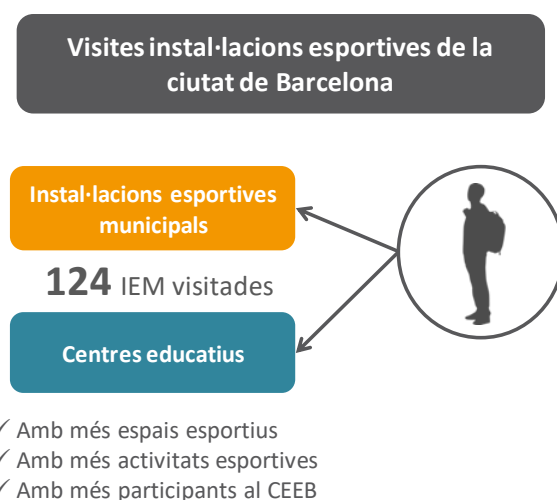 Visites instal·lacions esportives de la
ciutat de Barcelona
Instal·lacions esportives
municipals
124 IEM visitades
Centres educatius
✓ Amb més espais esportius
✓ Amb més activitats esportives
✓ Amb més participants al CEEB